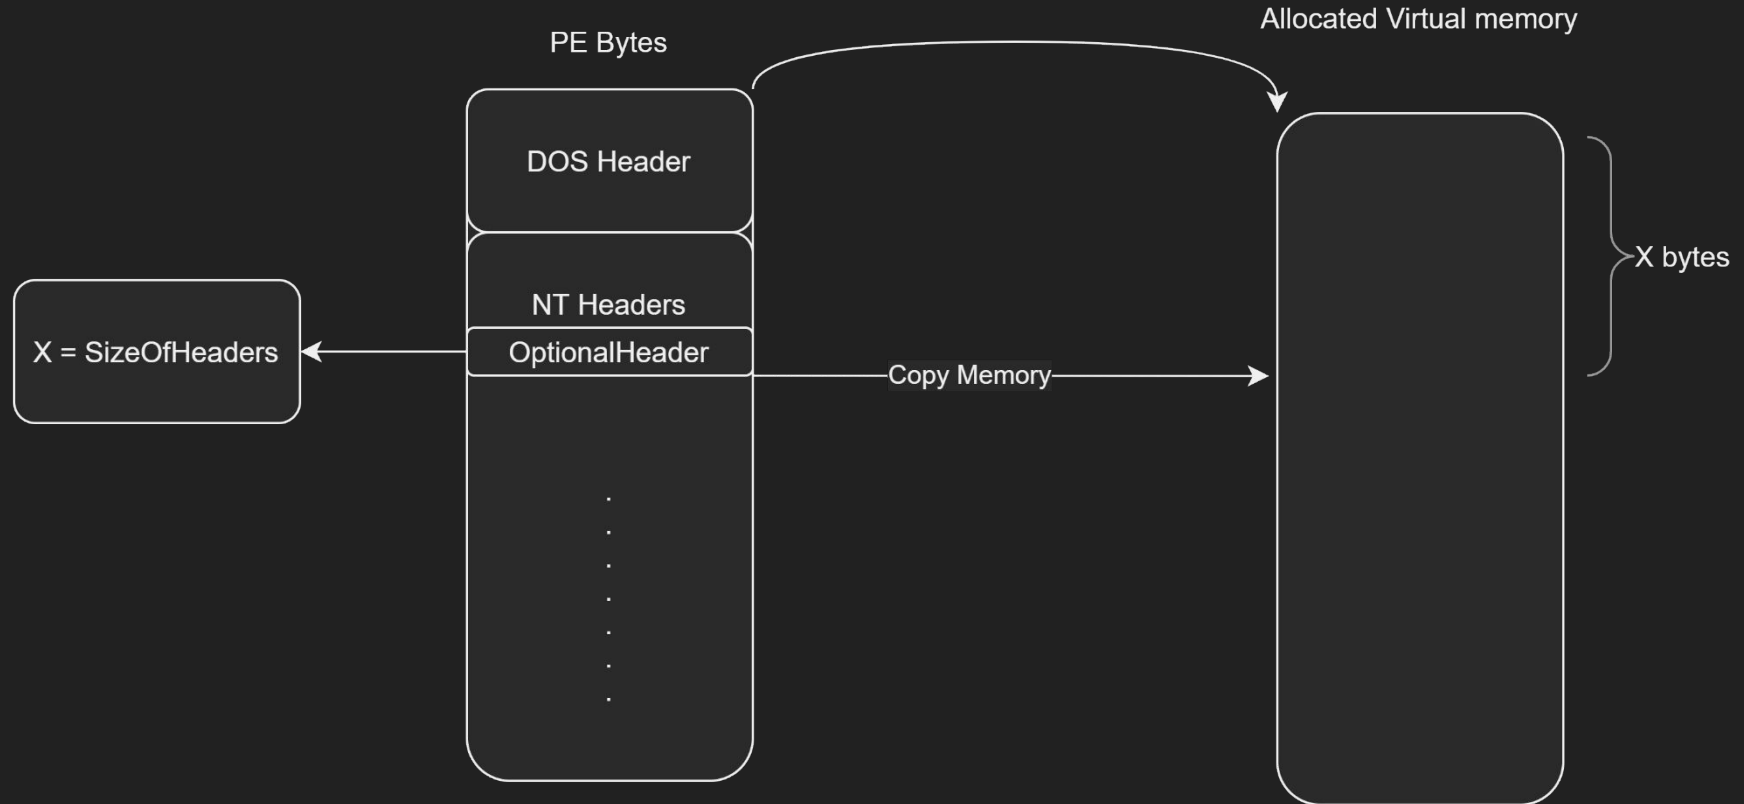 Allocated Virtual memory
PE Bytes
DOS Header
X bytes
NT Headers
X = SizeOfHeaders
OptionalHeader
Copy Memory
.
.
.
.
.
.
.